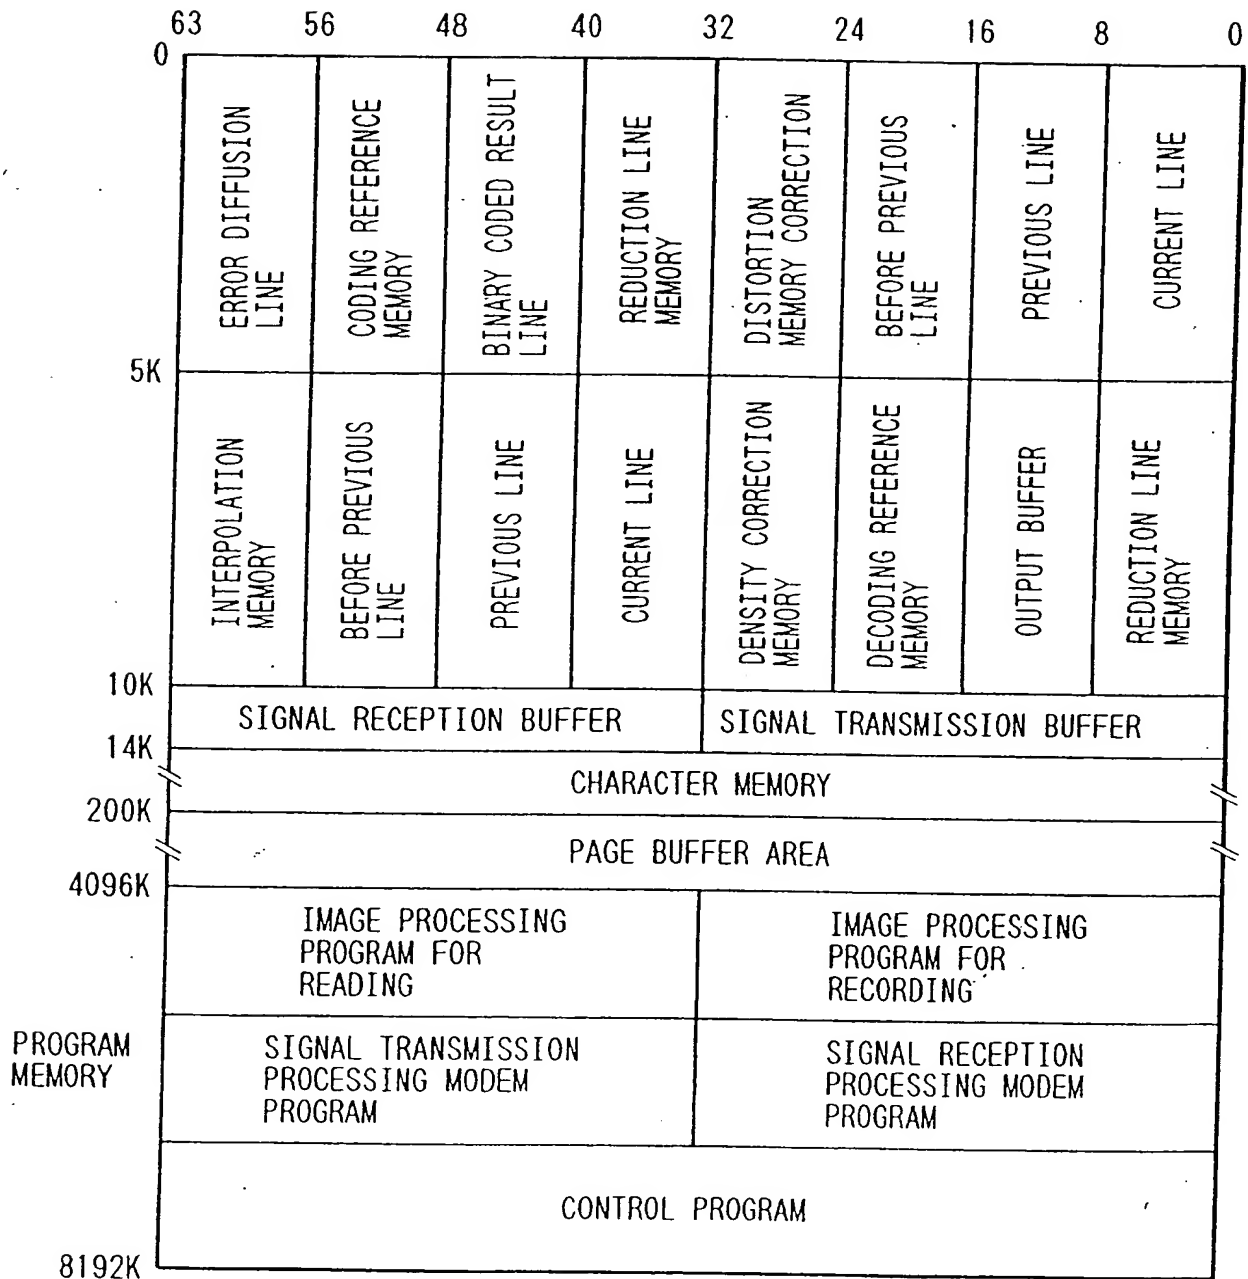 63 56 48 40 32 24 16 8 0
0
ERROR DIFFUSION
LINE
CODING REFERENCE
MEMORY
BINARY CODED RESULT
LINE
REDUCTION LINE
MEMORY
DISTORTION
MEMORY CORRECTION
BEFORE PREVIOUS
LINE
PREVIOUS LINE
CURRENT LINE
5K
INTERPOLATION
MEMORY
BEFORE PREVIOUS
LINE
PREVIOUS LINE
CURRENT LINE
DENSITY CORRECTION
MEMORY
DECODING REFERENCE
MEMORY
OUTPUT BUFFER
REDUCTION LINE
MEMORY
10K
SIGNAL RECEPTION BUFFER
SIGNAL TRANSMISSION BUFFER
14K
CHARACTER MEMORY
200K
PAGE BUFFER AREA
4096K
IMAGE PROCESSING
PROGRAM FOR
READING
IMAGE PROCESSING
PROGRAM FOR
RECORDING
PROGRAM
MEMORY
SIGNAL TRANSMISSION
PROCESSING MODEM
PROGRAM
SIGNAL RECEPTION
PROCESSING MODEM
PROGRAM
CONTROL PROGRAM
8192K